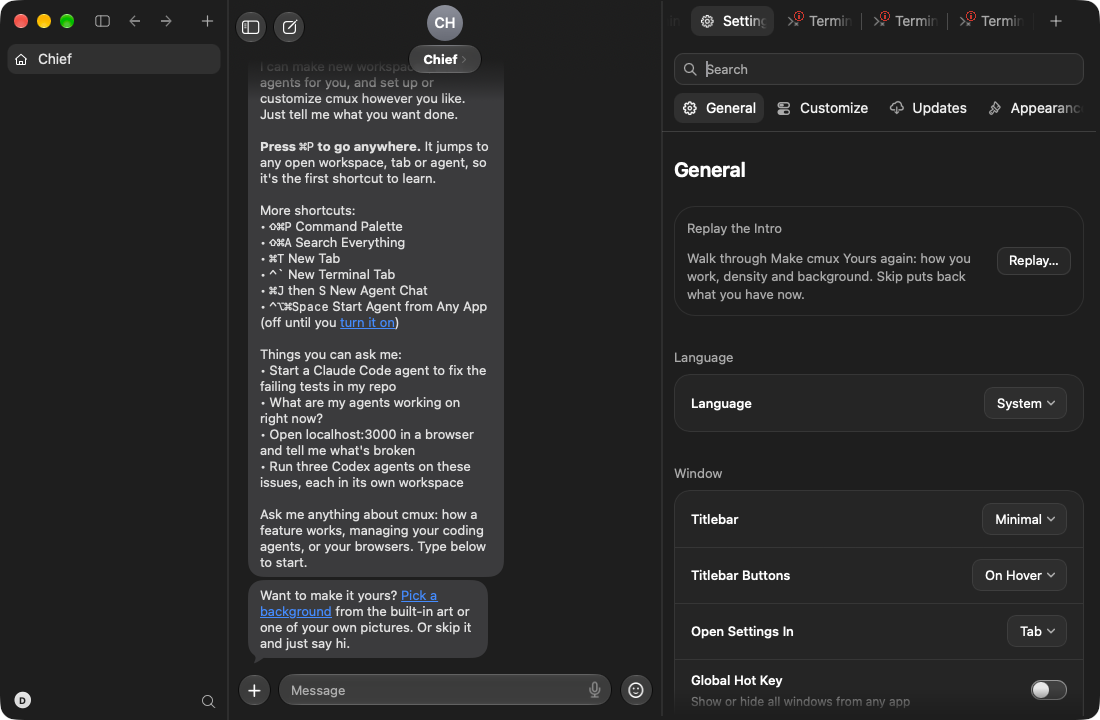 Chief
D
CH
Chief
I can make new workspac
agents for you, and set up or
customize cmux however you like.
Just tell me what you want done.
Press ⌘P to go anywhere. It jumps to
any open workspace, tab or agent, so
it's the first shortcut to learn.
More shortcuts:
• ⇧⌘P Command Palette
• ⇧⌘A Search Everything
• ⌘T New Tab
• ^` New Terminal Tab
• ⌘J then S New Agent Chat
• ^⌥⌘Space Start Agent from Any App
(off until you turn it on)
Things you can ask me:
• Start a Claude Code agent to fix the
failing tests in my repo
• What are my agents working on
right now?
• Open localhost:3000 in a browser
and tell me what's broken
• Run three Codex agents on these
issues, each in its own workspace
Ask me anything about cmux: how a
feature works, managing your coding
agents, or your browsers. Type below
to start.
Want to make it yours? Pick a
background from the built-in art or
one of your own pictures. Or skip it
and just say hi.
Message
Setting Termin Termin Termin
Search
General Customize Updates Appearanc
General
Replay the Intro
Walk through Make cmux Yours again: how you
work, density and background. Skip puts back
what you have now.
Replay...
Language
Language System
Window
Titlebar Minimal
Titlebar Buttons On Hover
Open Settings In Tab
Global Hot Key
Show or hide all windows from any app